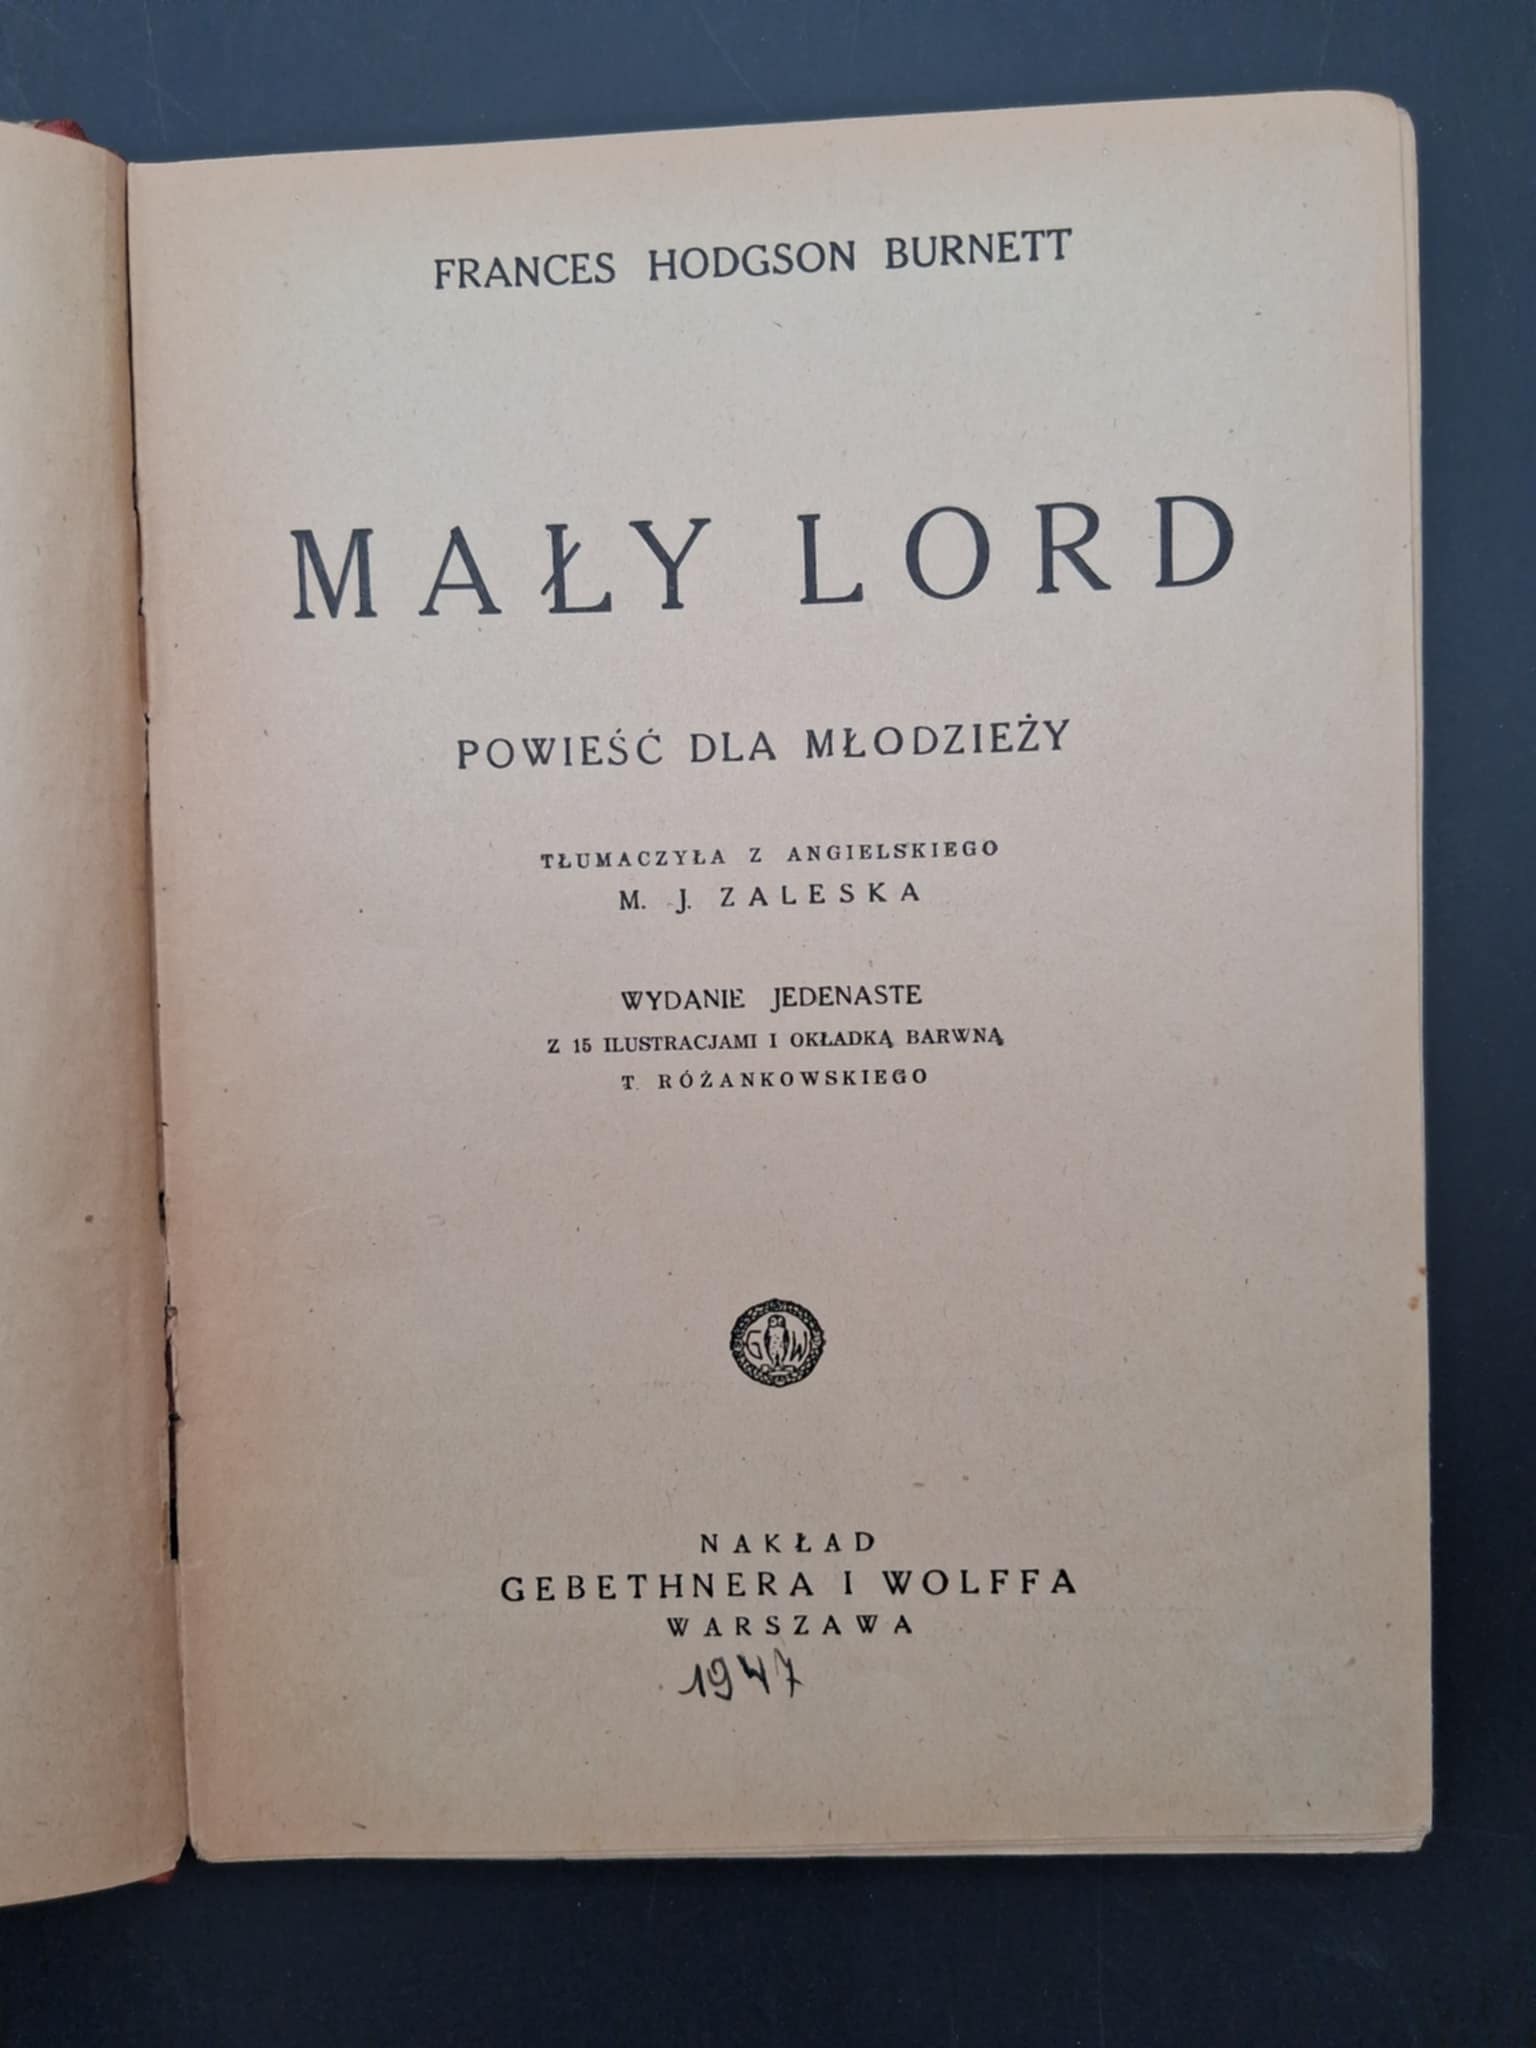 FRANCES HODGSON BURNETT
MAŁY LORD
POWIEŚĆ DLA MŁODZIEŻY
TŁUMACZYŁA Z ANGIELSKIEGO
M. J. ZALESKA
WYDANIE JEDENASTE
Z 15 ILUSTRACJAMI I OKŁADKĄ BARWNĄ
T. RÓŻANKOWSKIEGO
G W
NAKŁAD
GEBETHNERA I WOLFFA
WARSZAWA
1947